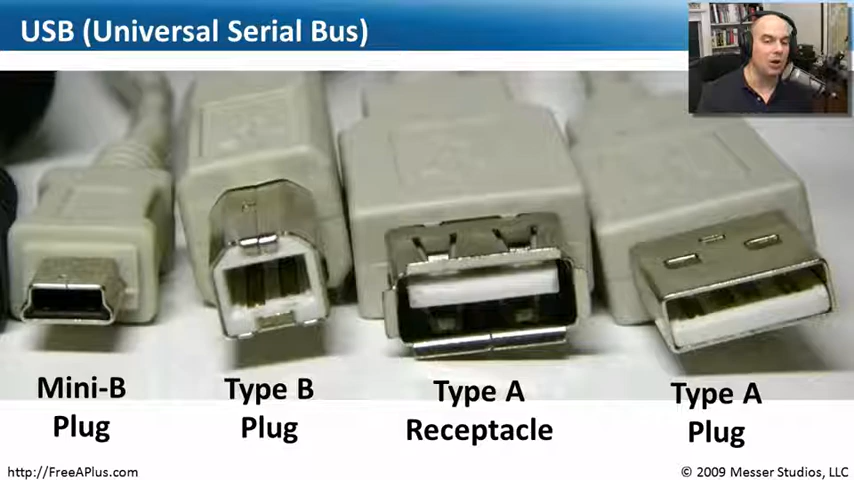 USB (Universal Serial Bus)
Mini-B
Plug
Type B
Plug
Type A
Receptacle
Type A
Plug
http://FreeAPlus.com
© 2009 Messer Studios, LLC